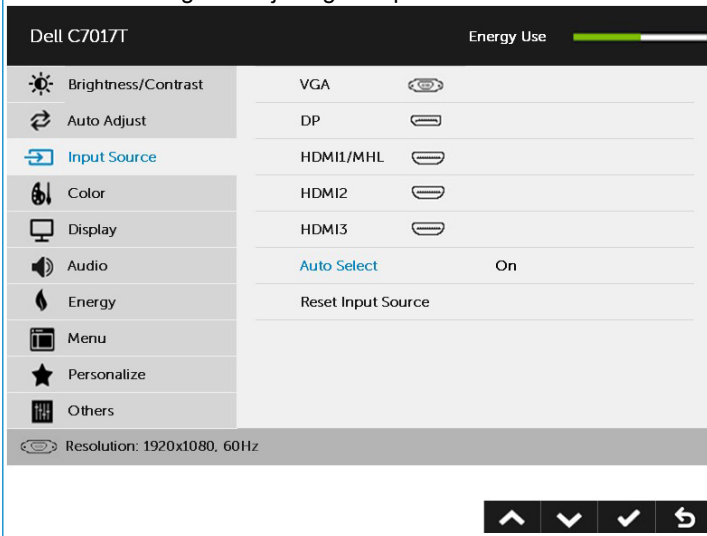 Dell C7017T Energy Use
Brightness/Contrast VGA
Auto Adjust DP
Input Source HDMI1/MHL
Color HDMI2
Display HDMI3
Audio Auto Select On
Energy Reset Input Source
Menu
Personalize
Others
Resolution: 1920x1080, 60Hz